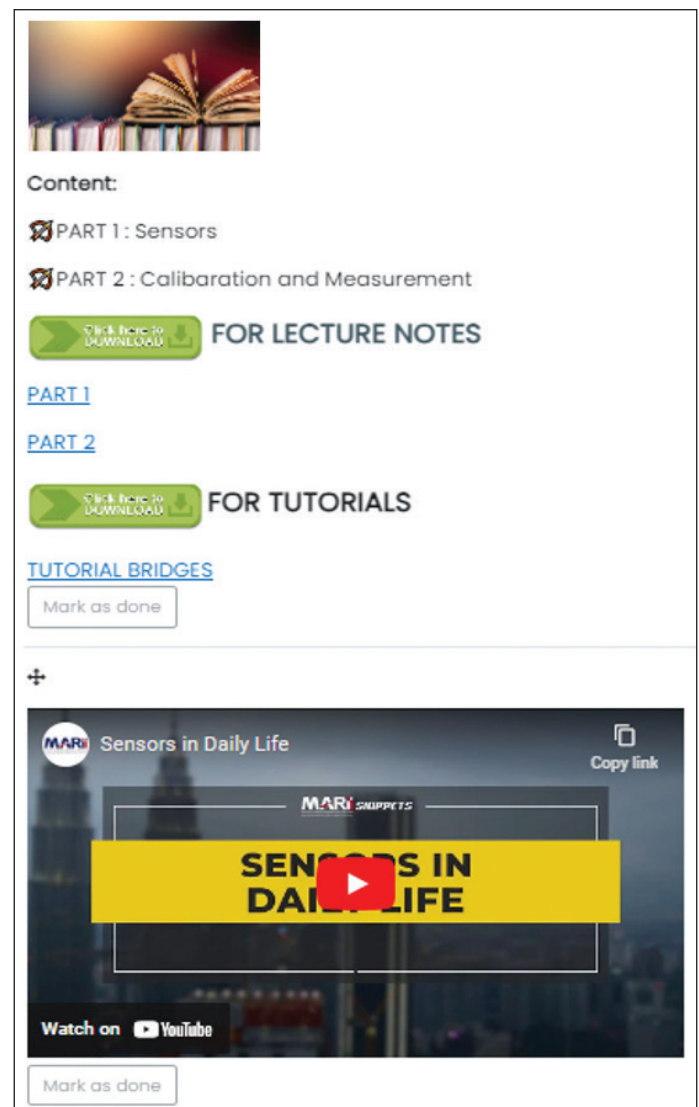 Content:
PART 1 : Sensors
PART 2 : Calibaration and Measurement
Click here to
DOWNLOAD
FOR LECTURE NOTES
PART 1
PART 2
Click here to
DOWNLOAD
FOR TUTORIALS
TUTORIAL BRIDGES
Mark as done
MARi Sensors in Daily Life
Copy link
MARi SNIPPETS
SENSORS IN
DAILY LIFE
Watch on YouTube
Mark as done